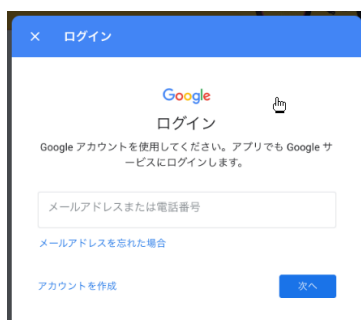 × ログイン
Google
ログイン
Google アカウントを使用してください。アプリでも Google サ
ービスにログインします。
メールアドレスまたは電話番号
メールアドレスを忘れた場合
アカウントを作成
次へ